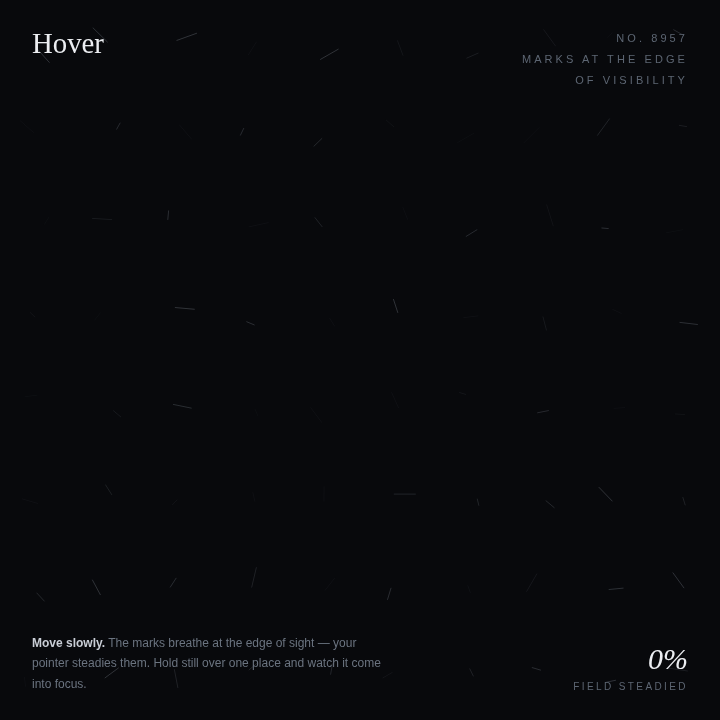 Hover
NO. 8957
MARKS AT THE EDGE
OF VISIBILITY
Move slowly. The marks breathe at the edge of sight — your
pointer steadies them. Hold still over one place and watch it come
into focus.
0%
FIELD STEADIED